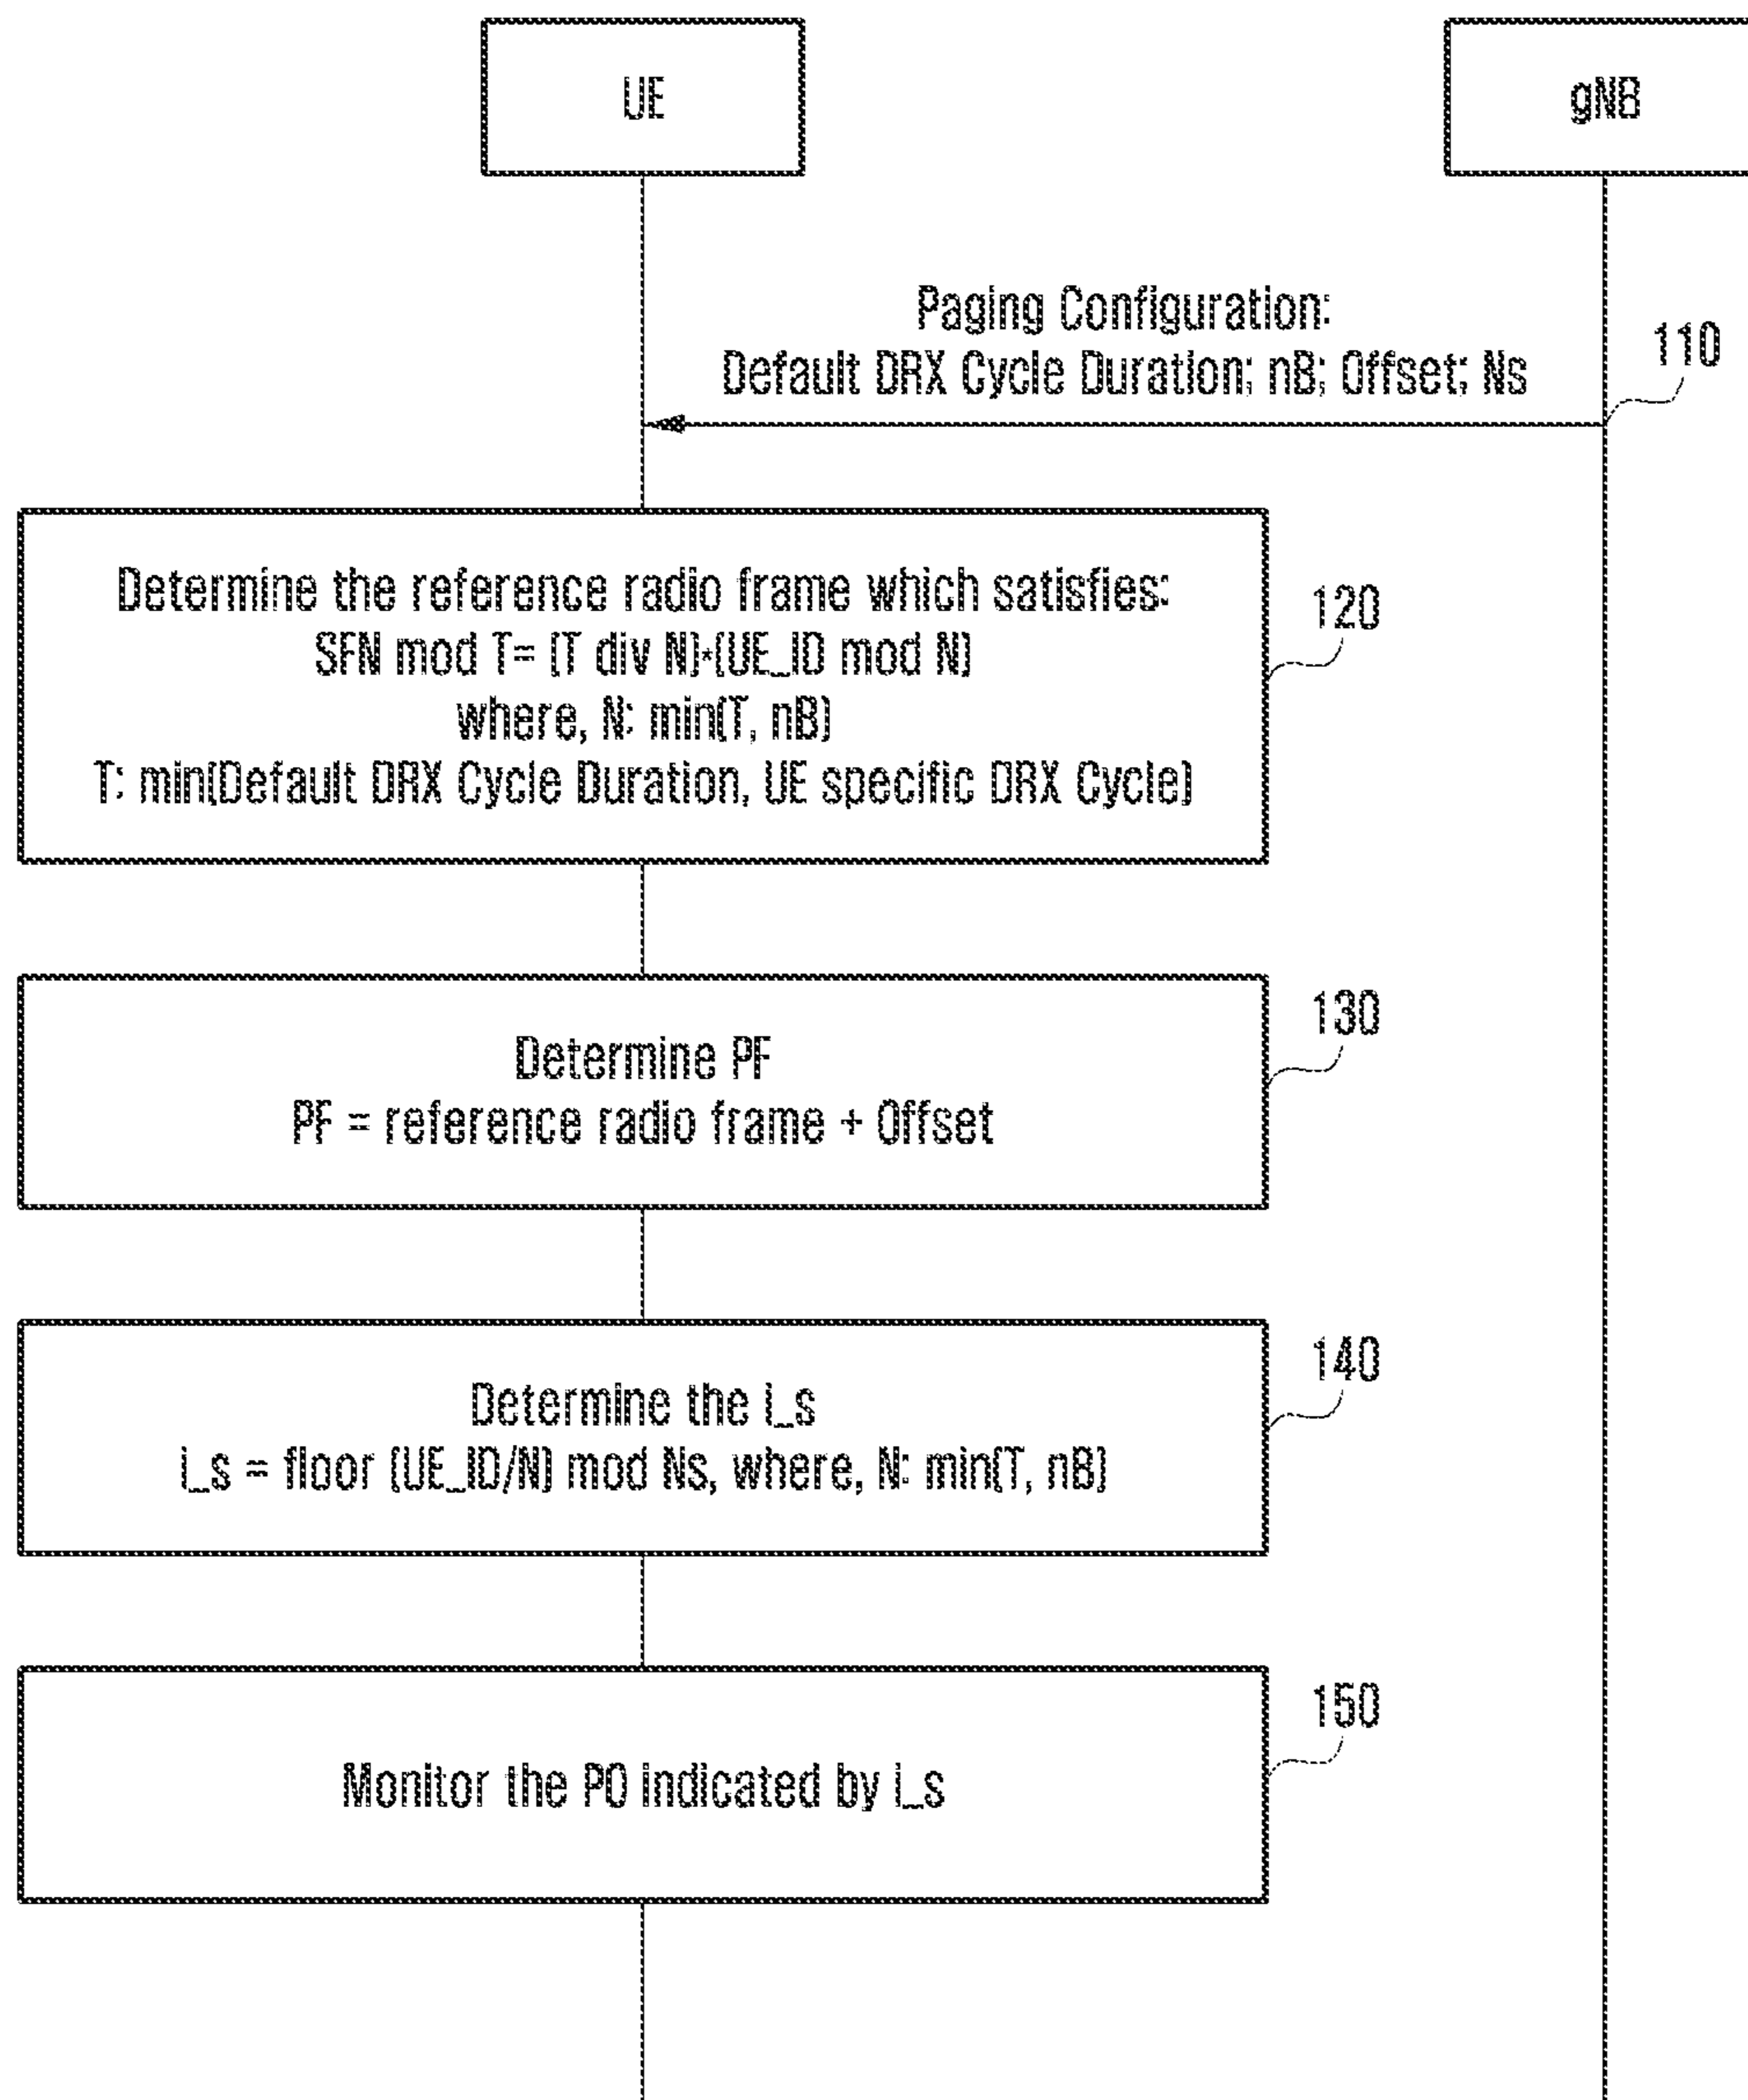 UE
gNB
Paging Configuration:
Default DRX Cycle Duration; nB; Offset; Ns
110
Determine the reference radio frame which satisfies:
SFN mod T= (T div N)*(UE_ID mod N)
where, N: min(T, nB)
T: min(Default DRX Cycle Duration, UE specific DRX Cycle)
120
Determine PF
PF = reference radio frame + Offset
130
Determine the i_s
i_s = floor (UE_ID/N) mod Ns, where, N: min(T, nB)
140
Monitor the PO indicated by i_s
150